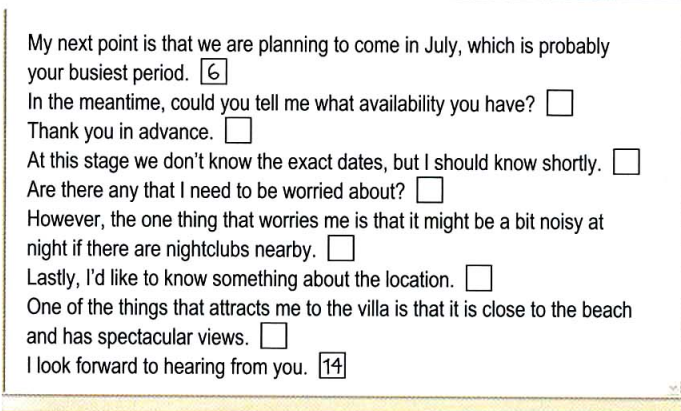 My next point is that we are planning to come in July, which is probably
your busiest period. 6
In the meantime, could you tell me what availability you have?
Thank you in advance.
At this stage we don't know the exact dates, but I should know shortly.
Are there any that I need to be worried about?
However, the one thing that worries me is that it might be a bit noisy at
night if there are nightclubs nearby.
Lastly, I'd like to know something about the location.
One of the things that attracts me to the villa is that it is close to the beach
and has spectacular views.
I look forward to hearing from you. 14